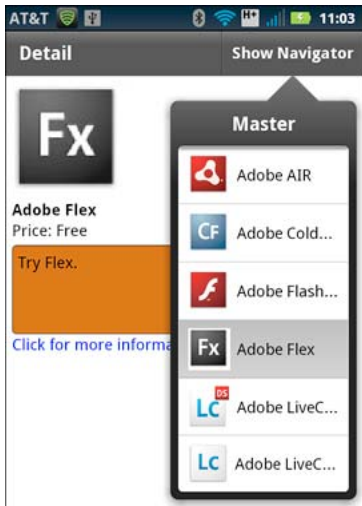 AT&T H+ 11:03
Detail Show Navigator
Fx
Master
Adobe AIR
Adobe Flex
Price: Free
CF Adobe Cold...
Try Flex.
Adobe Flash...
Click for more informa
Fx Adobe Flex
DS
Lc Adobe LiveC...
Lc Adobe LiveC...